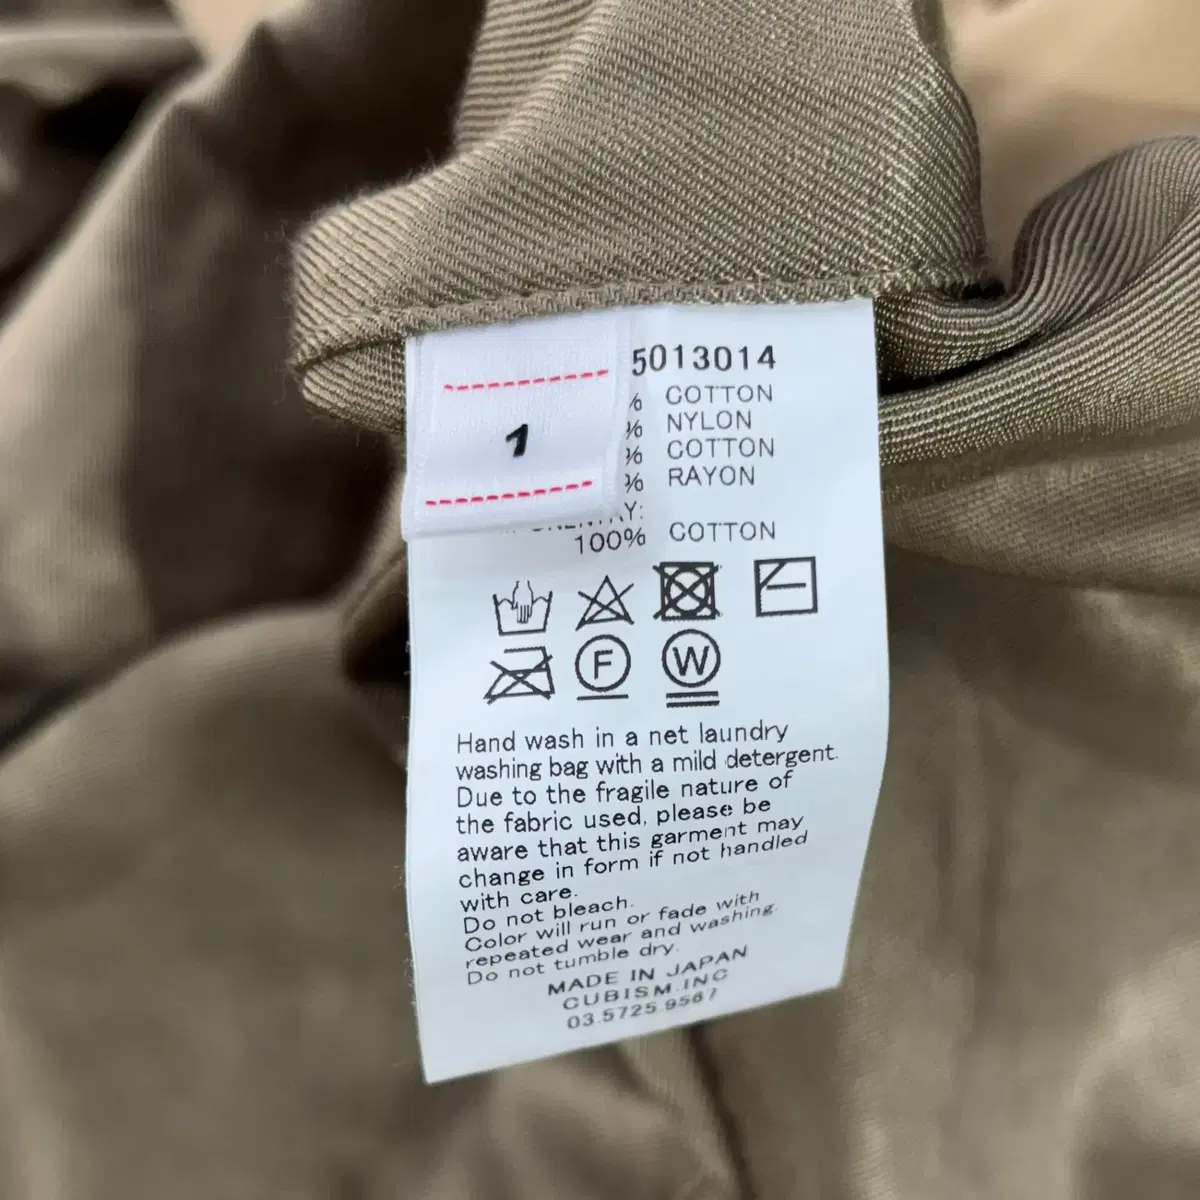 5013014
1
% COTTON
% NYLON
% COTTON
% RAYON
Y:
100% COTTON
F W
Hand wash in a net laundry
washing bag with a mild detergent.
Due to the fragile nature of
the fabric used, please be
aware that this garment may
change in form if not handled
with care.
Do not bleach.
Color will run or fade with
repeated wear and washing.
Do not tumble dry.
MADE IN JAPAN
CUBISM.INC
03.5725.9567